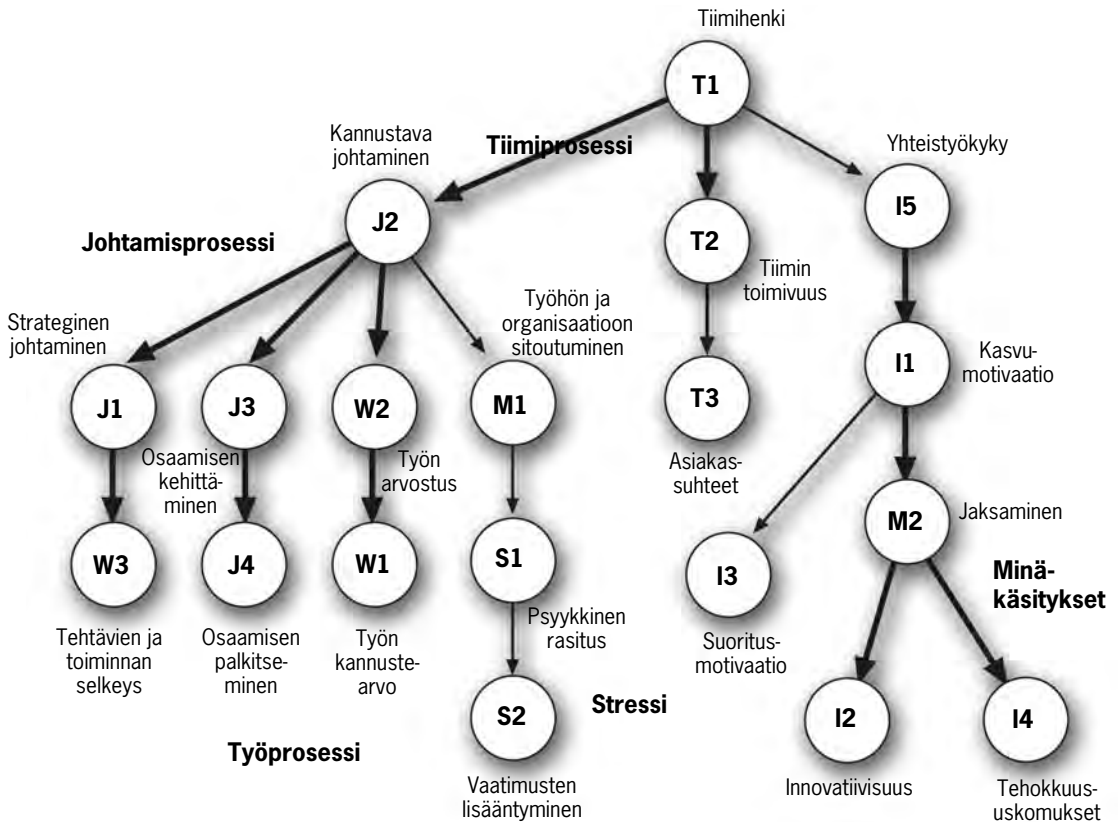 Tiimihenki
T1
Kannustava
johtaminen
Tiimiprosessi
Yhteistyökyky
J2
T2
I5
Johtamisprosessi
Tiimin
toimivuus
Strateginen
johtaminen
Työhön ja
organisaatioon
sitoutuminen
J1
J3
W2
M1
T3
I1
Kasvu-
motivaatio
Osaamisen
kehittä-
minen
Työn
arvostus
Asiakas-
suhteet
M2
Jaksaminen
W3
J4
W1
S1
I3
Minä-
käsitykset
Tehtävien ja
toiminnan
selkeys
Osaamisen
palkitse-
minen
Työn
kannuste-
arvo
Psyykkinen
rasitus
Suoritus-
motivaatio
S2
Stressi
I2
I4
Työprosessi
Vaatimusten
lisääntyminen
Innovatiivisuus
Tehokkuus-
uskomukset